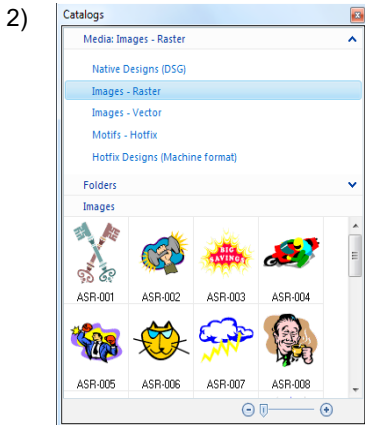 2)
Catalogs
Media: Images - Raster
Native Designs (DSG)
Images - Raster
Images - Vector
Motifs - Hotfix
Hotfix Designs (Machine format)
Folders
Images
BIG
SAVINGS
ASR-001 ASR-002 ASR-003 ASR-004
ASR-005 ASR-006 ASR-007 ASR-008